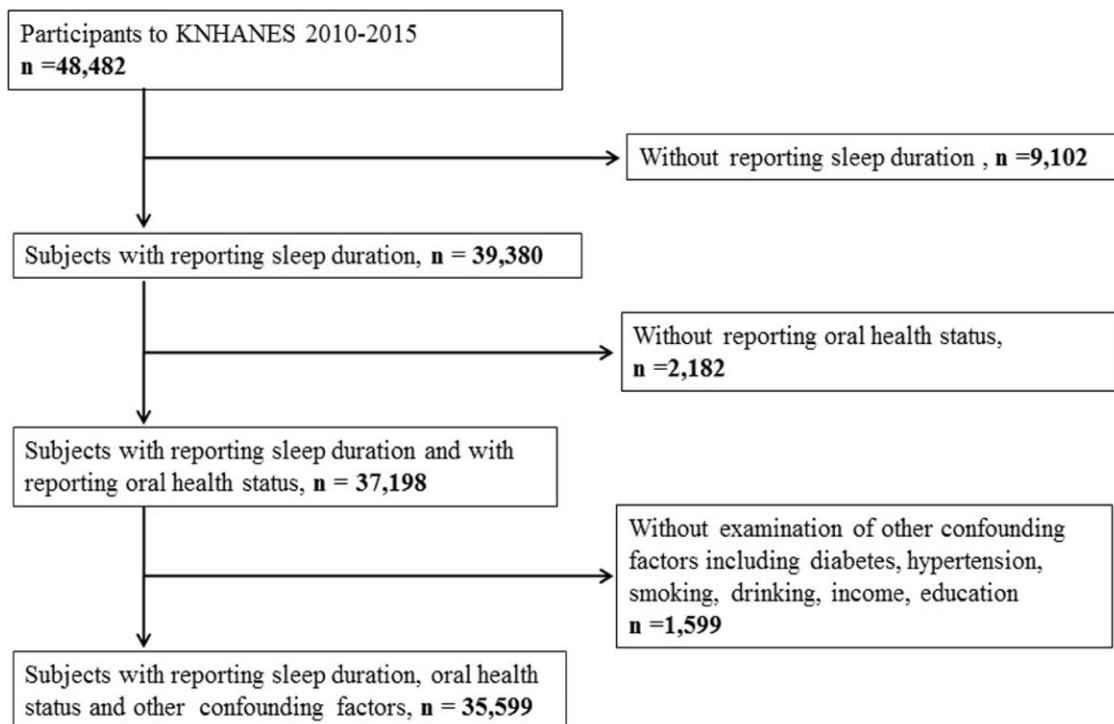 Participants to KNHANES 2010-2015
n =48,482
Without reporting sleep duration , n =9,102
Subjects with reporting sleep duration, n = 39,380
Without reporting oral health status,
n =2,182
Subjects with reporting sleep duration and with
reporting oral health status, n = 37,198
Without examination of other confounding
factors including diabetes, hypertension,
smoking, drinking, income, education
n =1,599
Subjects with reporting sleep duration, oral health
status and other confounding factors, n = 35,599